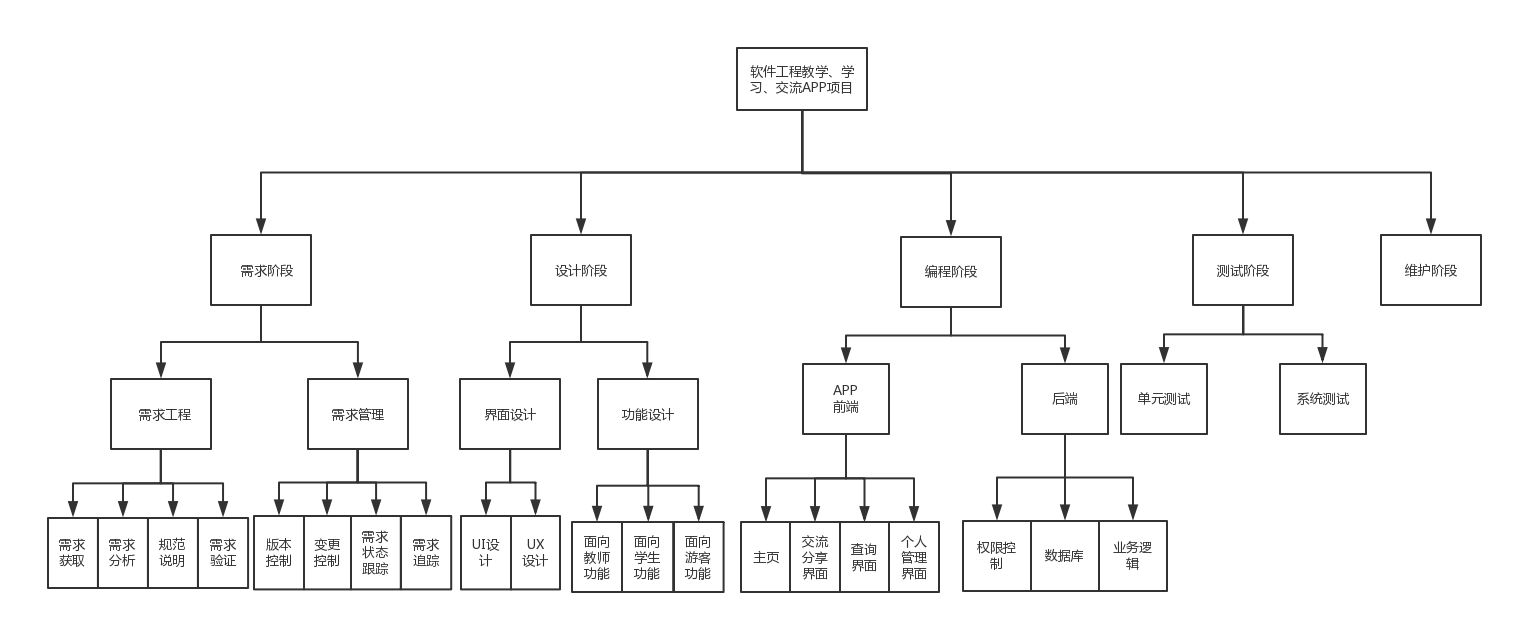 软件工程教学、学
习、交流APP项目
需求阶段
设计阶段
编程阶段
测试阶段
维护阶段
需求工程
需求管理
界面设计
功能设计
APP
前端
后端
单元测试
系统测试
需求
获取
需求
分析
规范
说明
需求
验证
版本
控制
变更
控制
需求
状态
跟踪
需求
追踪
UI设
计
UX
设计
面向
教师
功能
面向
学生
功能
面向
游客
功能
主页
交流
分享
界面
查询
界面
个人
管理
界面
权限控
制
数据库
业务逻
辑